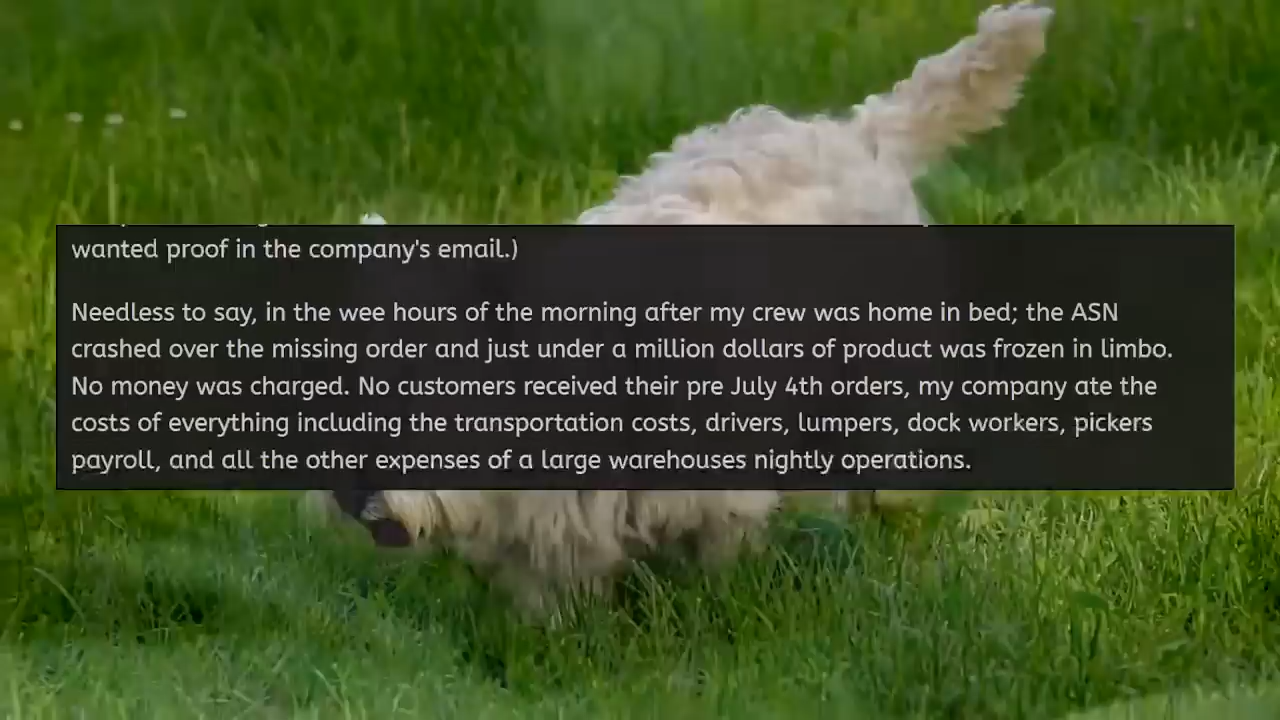 wanted proof in the company's email.)
Needless to say, in the wee hours of the morning after my crew was home in bed; the ASN
crashed over the missing order and just under a million dollars of product was frozen in limbo.
No money was charged. No customers received their pre July 4th orders, my company ate the
costs of everything including the transportation costs, drivers, lumpers, dock workers, pickers
payroll, and all the other expenses of a large warehouses nightly operations.